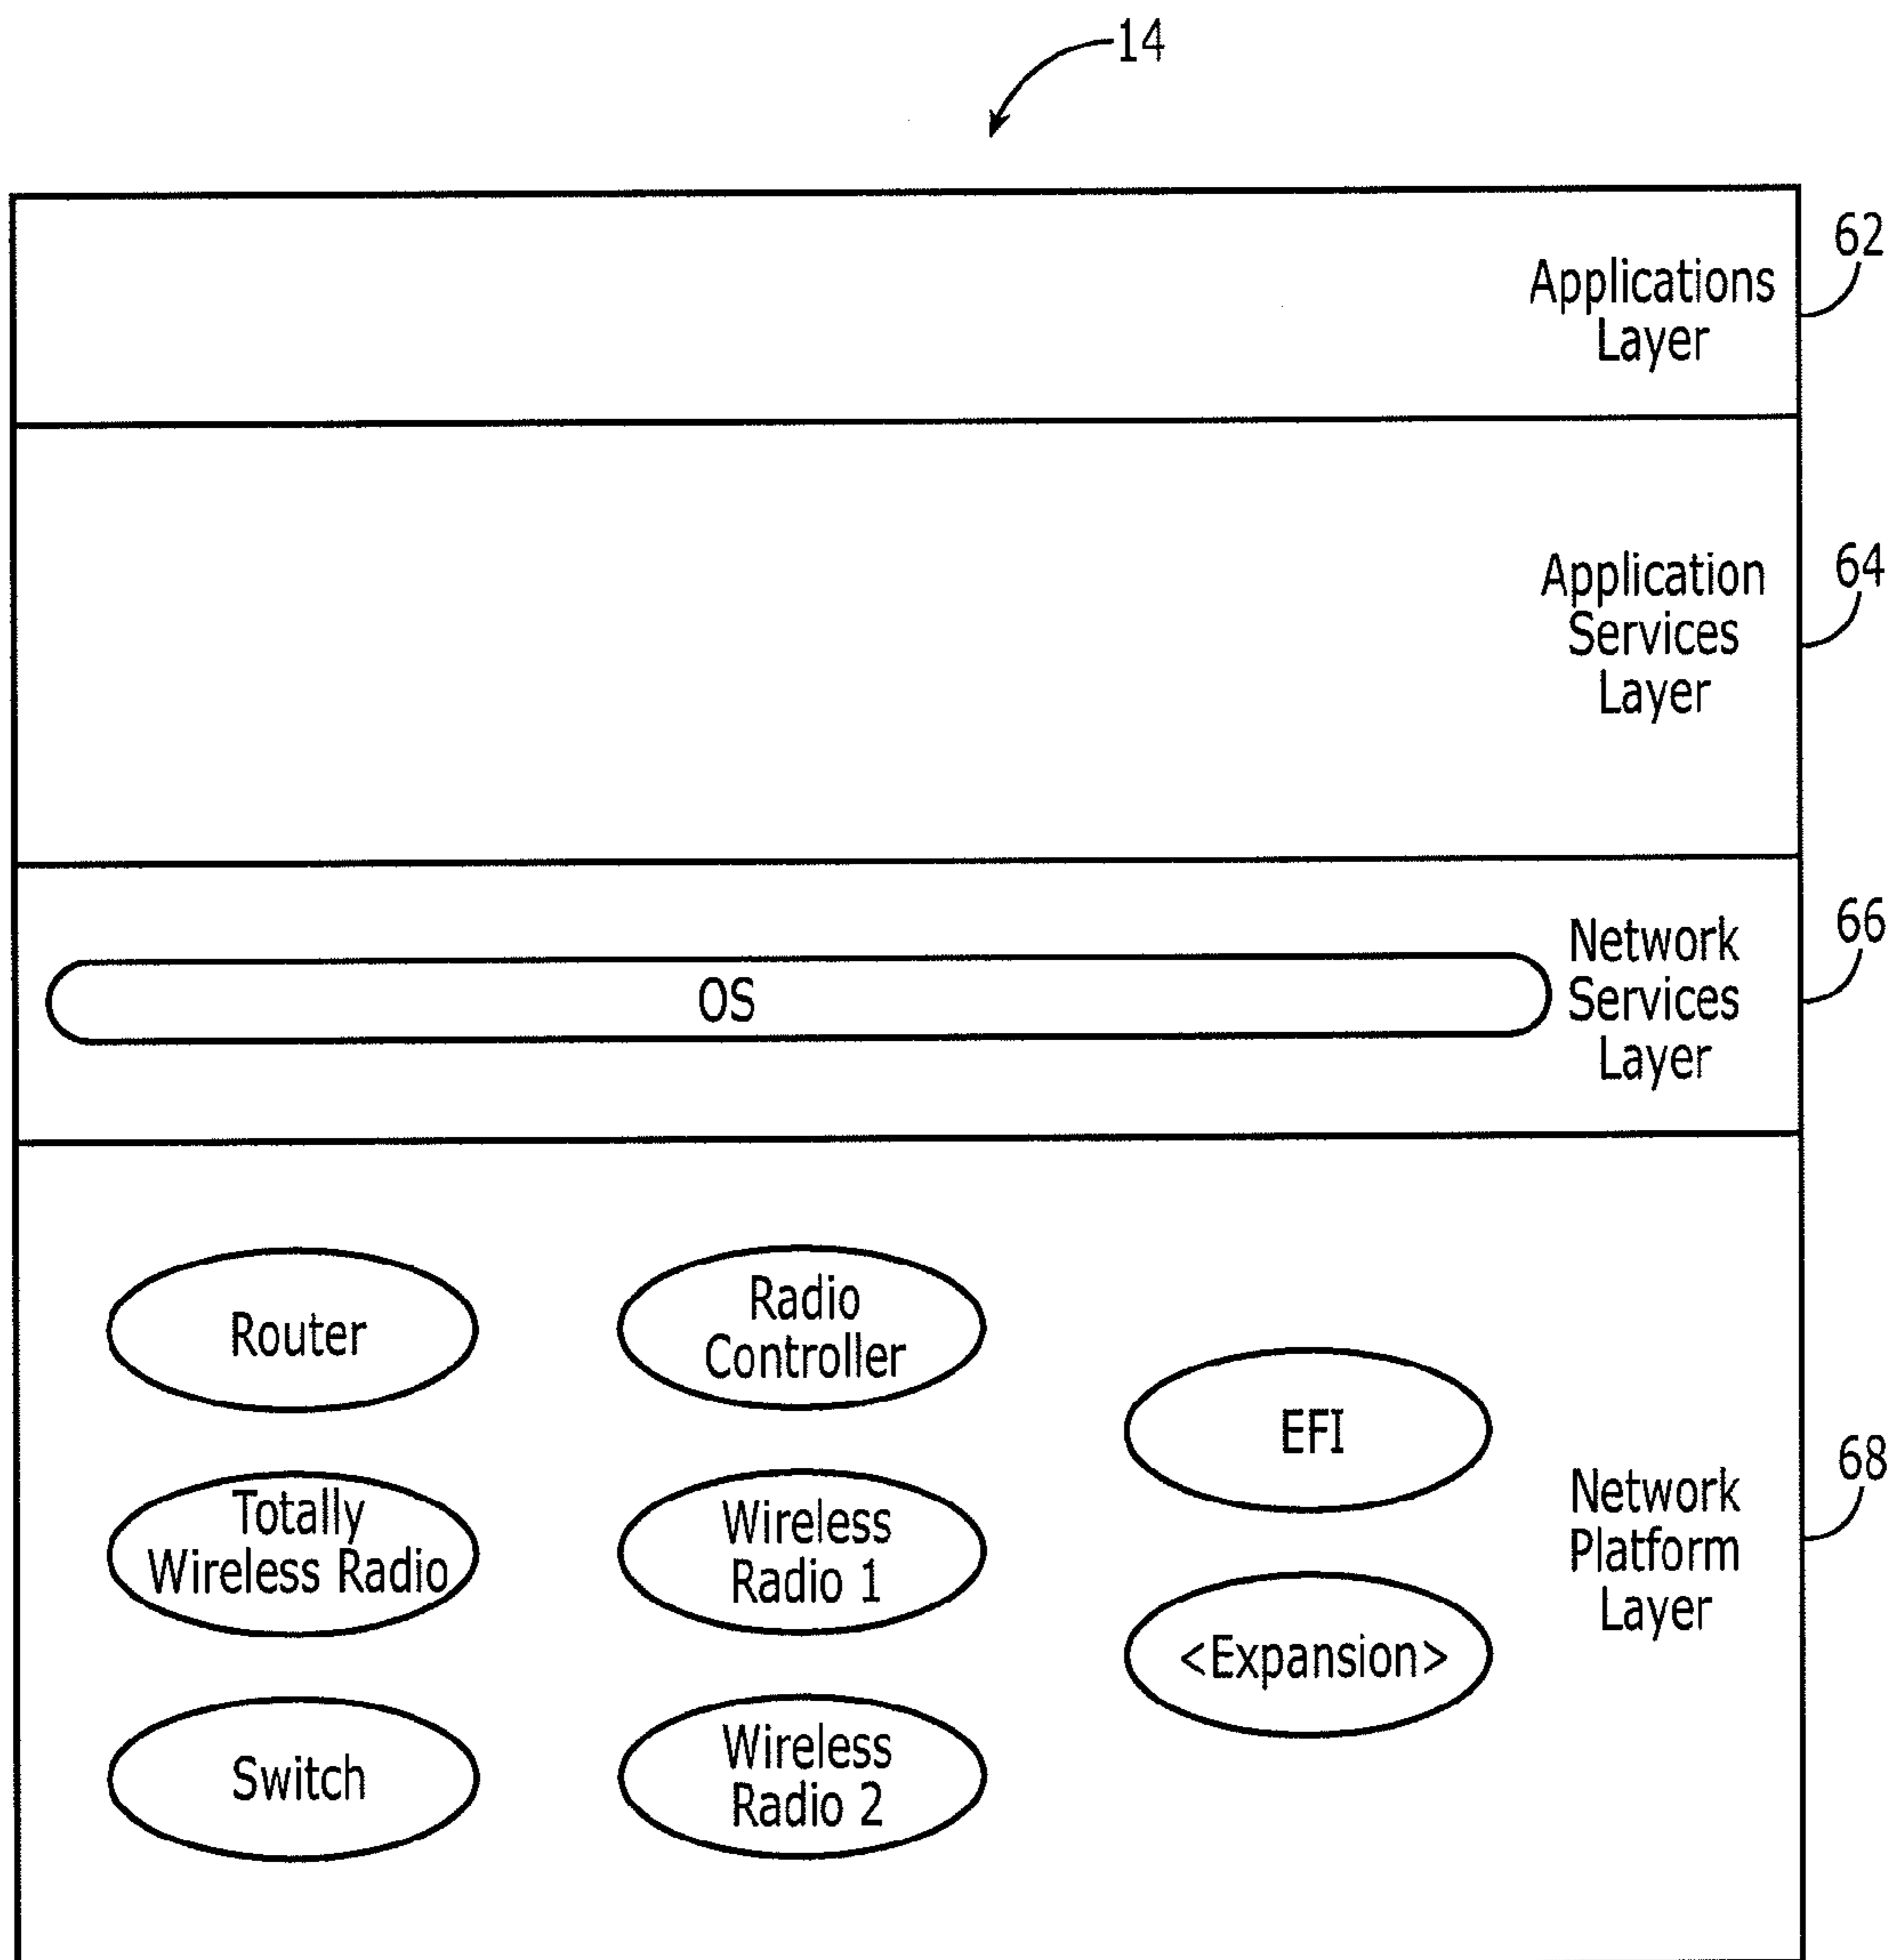 14
62
Applications
Layer
64
Application
Services
Layer
66
Network
Services
Layer
OS
Router
Radio
Controller
EFI
68
Totally
Wireless Radio
Wireless
Radio 1
Network
Platform
Layer
<Expansion>
Switch
Wireless
Radio 2